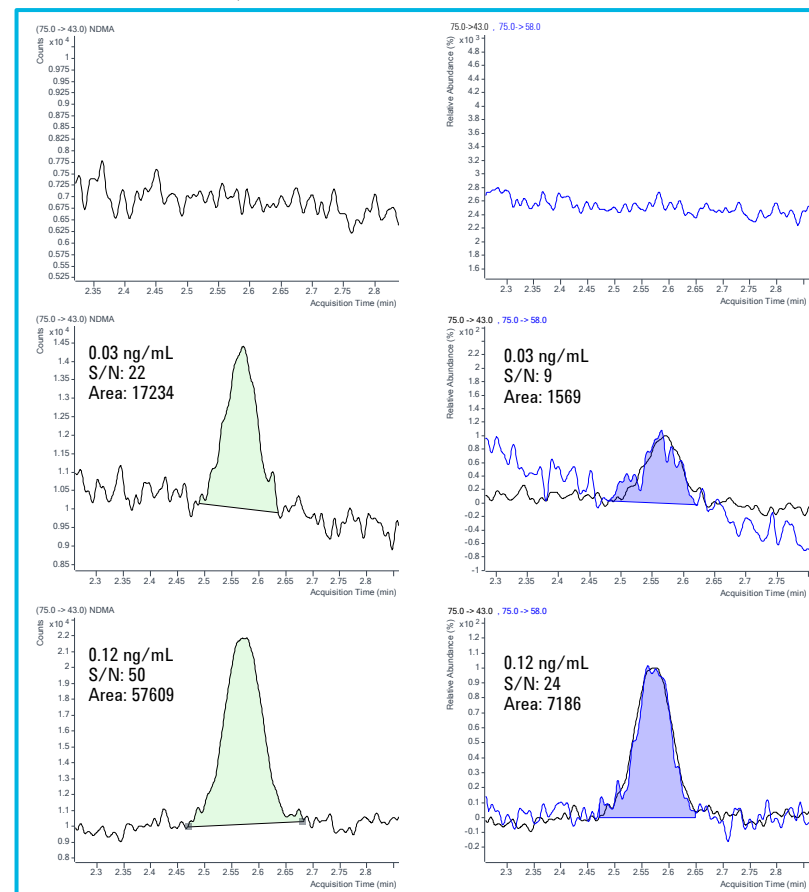 (75.0 -> 43.0) NDMA
Counts
x10 4
1
0.975
0.95
0.925
0.9
0.875
0.85
0.825
0.8
0.775
0.75
0.725
0.7
0.675
0.65
0.625
0.6
0.575
0.55
0.525
2.35 2.4 2.45 2.5 2.55 2.6 2.65 2.7 2.75 2.8
Acquisition Time (min)
75.0->43.0 , 75.0->58.0
Relative Abundance (%)
x10 3
4.8
4.6
4.4
4.2
4
3.8
3.6
3.4
3.2
3
2.8
2.6
2.4
2.2
2
1.8
1.6
2.3 2.35 2.4 2.45 2.5 2.55 2.6 2.65 2.7 2.75 2.8
Acquisition Time (min)
(75.0 -> 43.0) NDMA
Counts
x10 4
1.45
1.4
1.35
1.3
1.25
1.2
1.15
1.1
1.05
1
0.95
0.9
0.85
0.03 ng/mL
S/N: 22
Area: 17234
2.3 2.35 2.4 2.45 2.5 2.55 2.6 2.65 2.7 2.75 2.8
Acquisition Time (min)
75.0 -> 43.0 , 75.0 -> 58.0
Relative Abundance (%)
x10 2
2.2
2
1.8
1.6
1.4
1.2
1
0.8
0.6
0.4
0.2
0
-0.2
-0.4
-0.6
-0.8
-1
0.03 ng/mL
S/N: 9
Area: 1569
2.3 2.35 2.4 2.45 2.5 2.55 2.6 2.65 2.7 2.75
Acquisition Time (min)
(75.0 -> 43.0) NDMA
Counts
x10 4
2.2
2.1
2
1.9
1.8
1.7
1.6
1.5
1.4
1.3
1.2
1.1
1
0.9
0.8
0.12 ng/mL
S/N: 50
Area: 57609
2.3 2.35 2.4 2.45 2.5 2.55 2.6 2.65 2.7 2.75 2.8
Acquisition Time (min)
75.0 -> 43.0 , 75.0 -> 58.0
Relative Abundance (%)
x10 2
1.2
1.1
1
0.9
0.8
0.7
0.6
0.5
0.4
0.3
0.2
0.1
0
-0.1
-0.2
0.12 ng/mL
S/N: 24
Area: 7186
2.3 2.35 2.4 2.45 2.5 2.55 2.6 2.65 2.7 2.75 2.8
Acquisition Time (min)